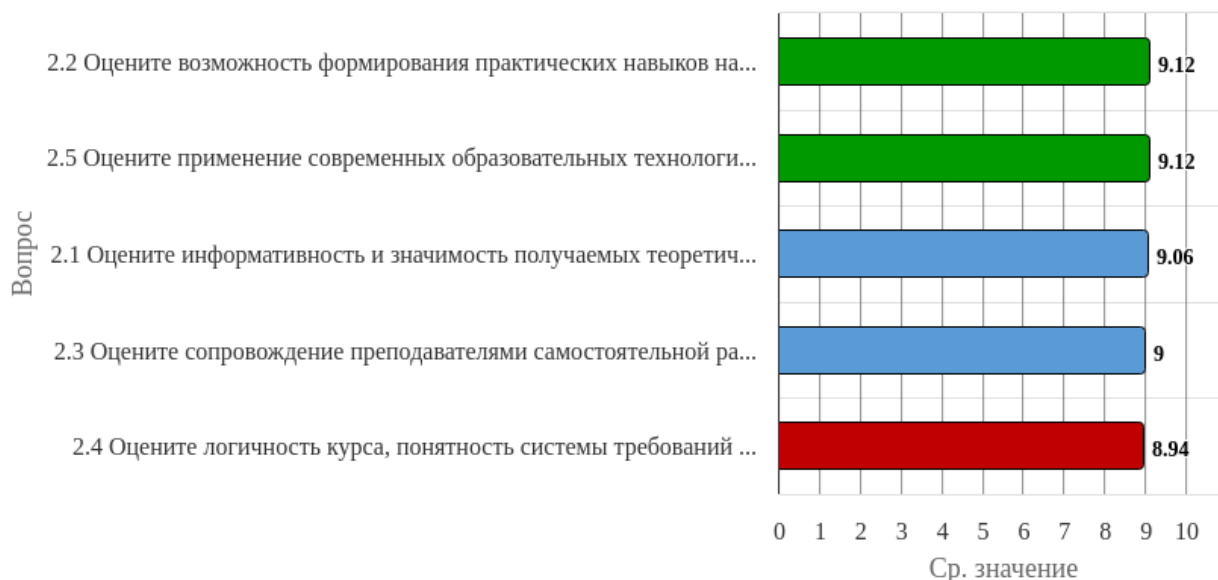 2.2 Оцените возможность формирования практических навыков на... 9.12
2.5 Оцените применение современных образовательных технологи... 9.12
2.1 Оцените информативность и значимость получаемых теоретич... 9.06
2.3 Оцените сопровождение преподавателями самостоятельной ра... 9
2.4 Оцените логичность курса, понятность системы требований ... 8.94
Вопрос
0 1 2 3 4 5 6 7 8 9 10
Ср. значение